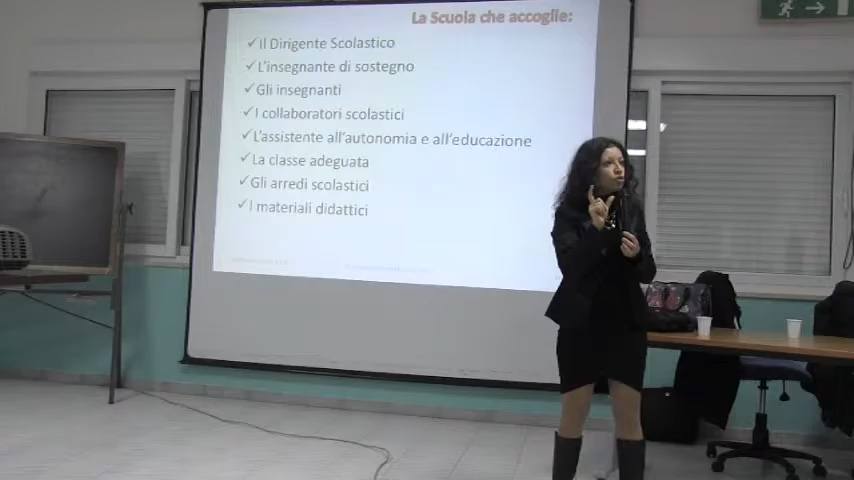 La Scuola che accoglie:
✓Il Dirigente Scolastico
✓L'insegnante di sostegno
✓Gli insegnanti
✓I collaboratori scolastici
✓L'assistente all'autonomia e all'educazione
✓La classe adeguata
✓Gli arredi scolastici
✓I materiali didattici